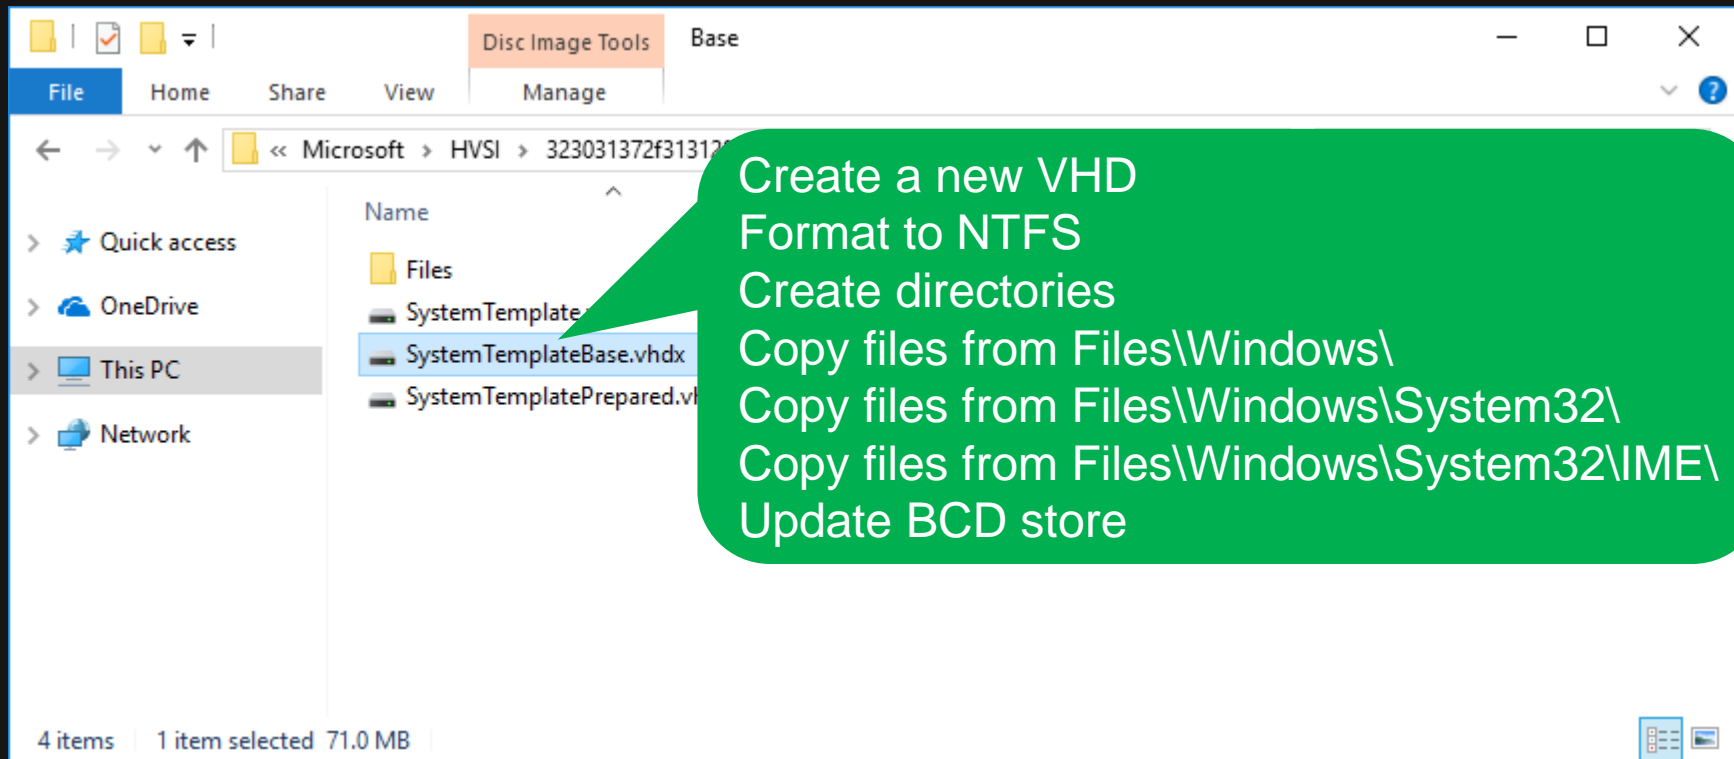 Disc Image Tools Base
File Home Share View Manage
« Microsoft > HVSI >
Name
Quick access
OneDrive
This PC
Network
Files
SystemTemplate
SystemTemplateBase.vhdx
SystemTemplatePrepared.vh
Create a new VHD
Format to NTFS
Create directories
Copy files from Files\Windows\
Copy files from Files\Windows\System32\
Copy files from Files\Windows\System32\IME\
Update BCD store
4 items 1 item selected 71.0 MB